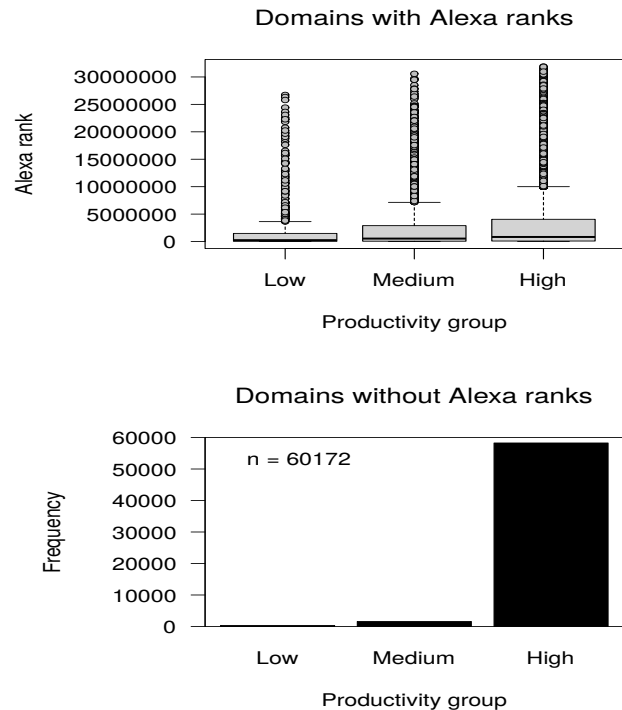 Domains with Alexa ranks
Alexa rank
30000000
25000000
20000000
15000000
10000000
5000000
0
Low Medium High
Productivity group
Domains without Alexa ranks
Frequency
60000
50000
40000
30000
20000
10000
0
n = 60172
Low Medium High
Productivity group